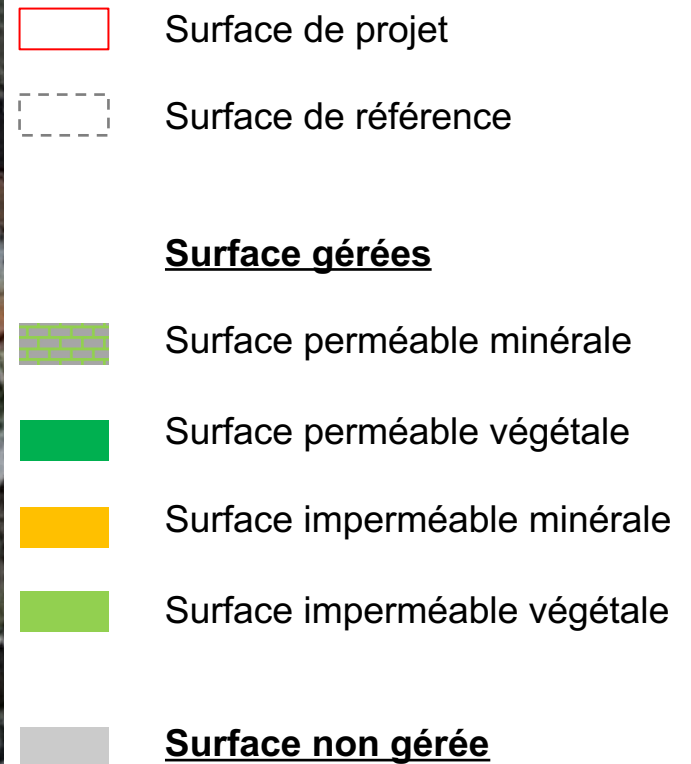 Surface de projet
Surface de référence
Surface gérées
Surface perméable minérale
Surface perméable végétale
Surface imperméable minérale
Surface imperméable végétale
Surface non gérée